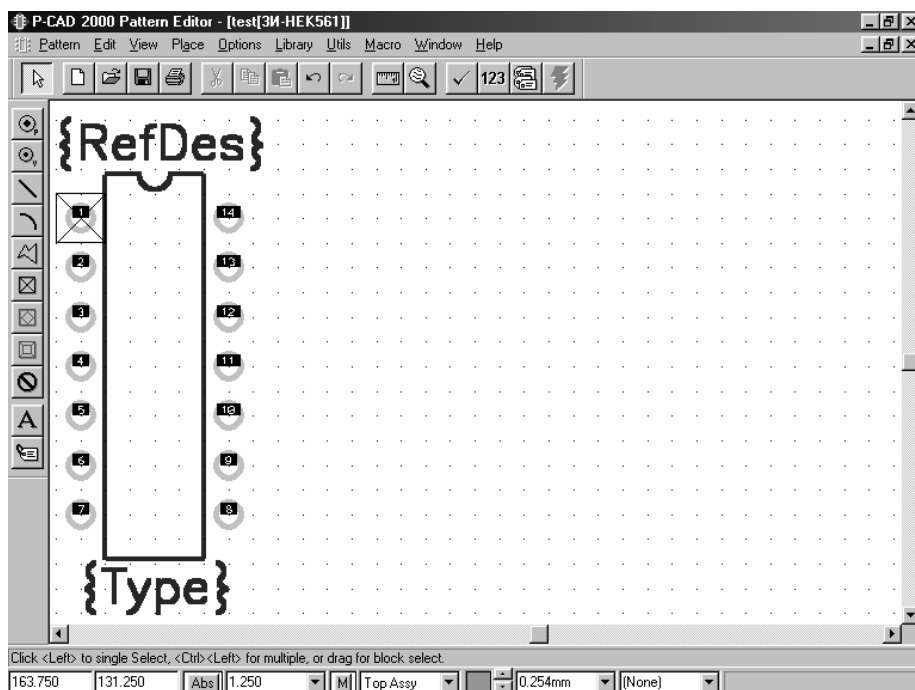 P-CAD 2000 Pattern Editor - [test[ЗИ-НЕК561]]
Pattern Edit View Place Options Library Utils Macro Window Help
123
P
V
A
{RefDes}
1 14
2 13
3 12
4 11
5 10
6 9
7 8
{Type}
Click <Left> to single Select, <Ctrl><Left> for multiple, or drag for block select.
163.750 131.250 Abs 1.250 M Top Assy 0.254mm (None)